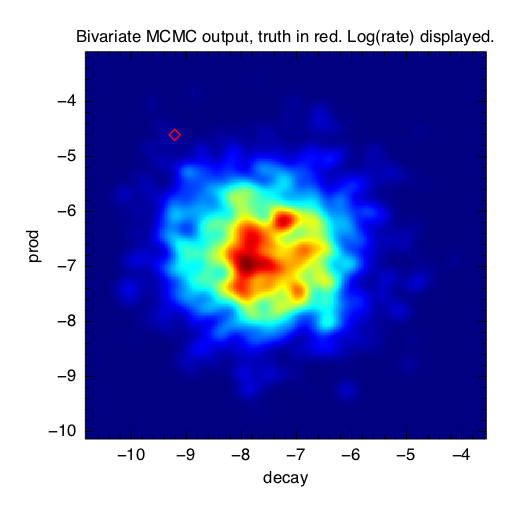 Bivariate MCMC output, truth in red. Log(rate) displayed.
−4
−5
−6
−7
−8
−9
−10
prod
−10 −9 −8 −7 −6 −5 −4
decay